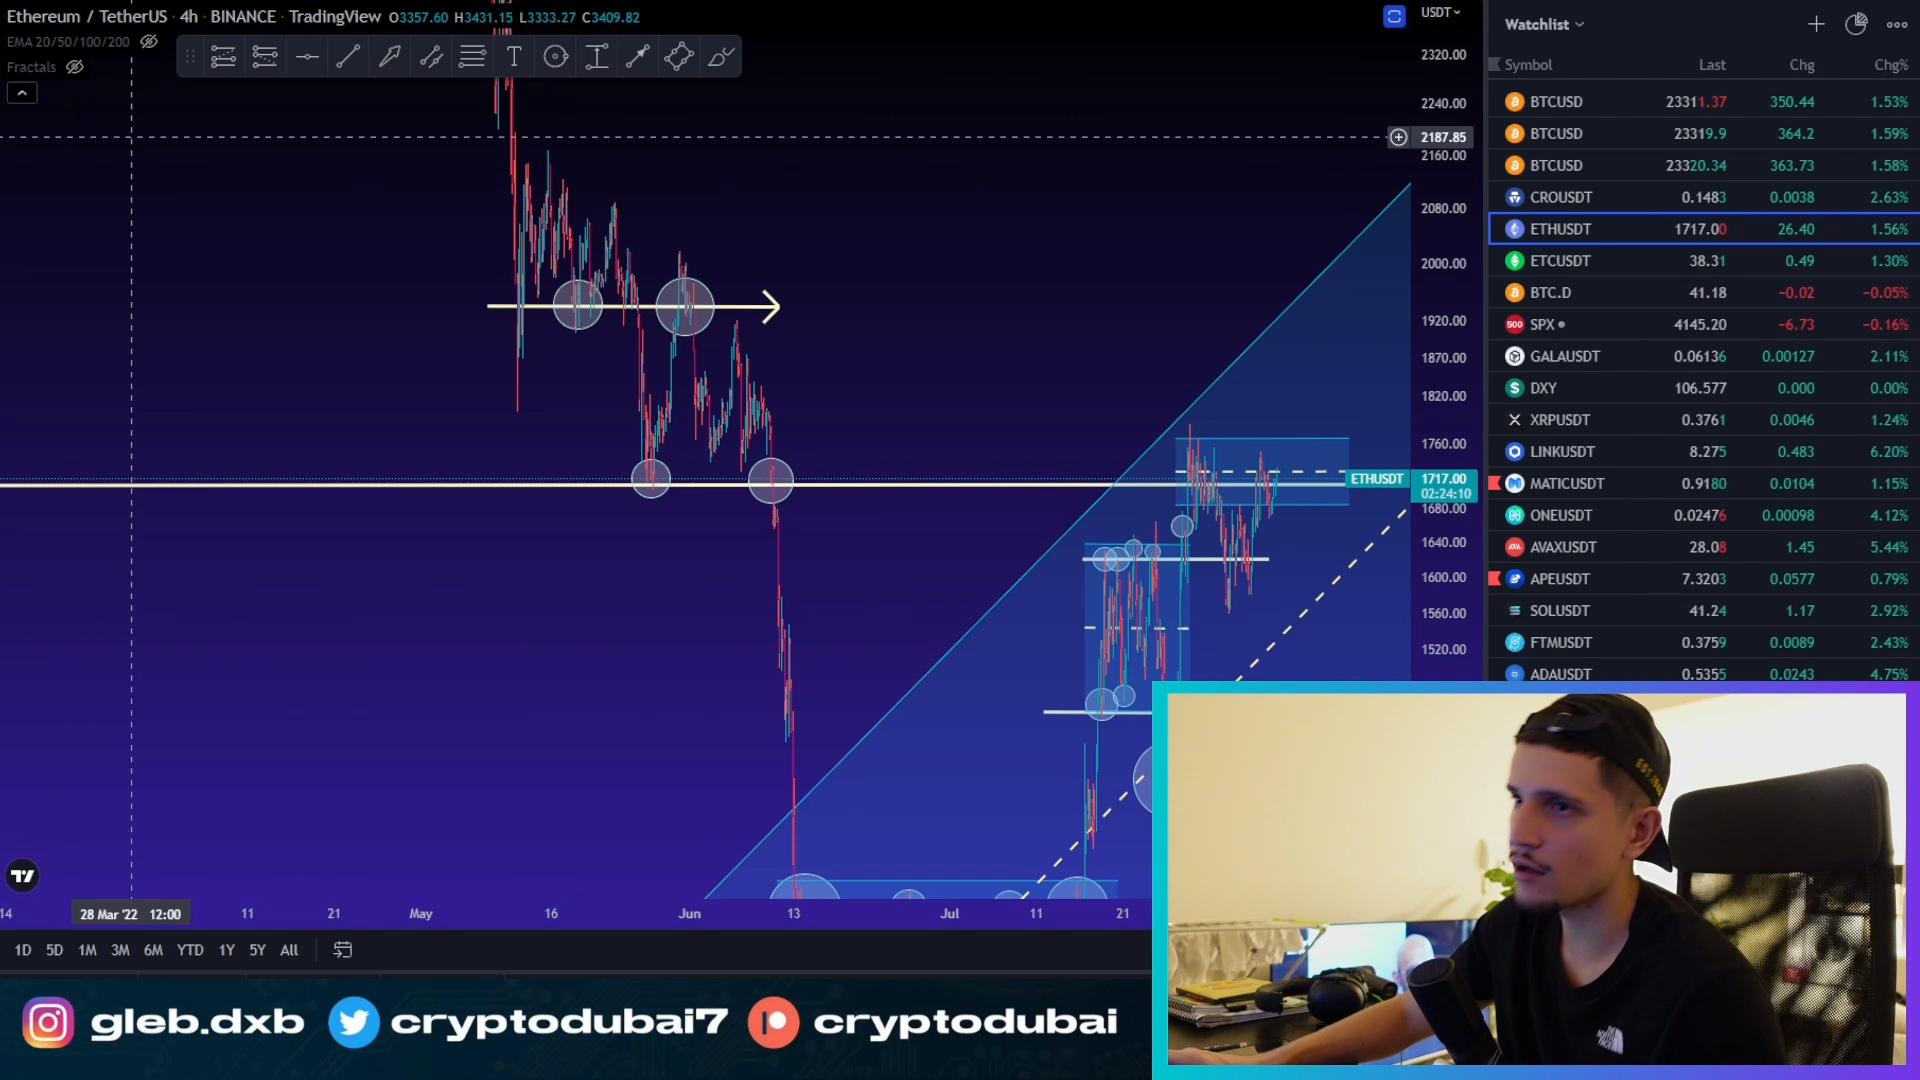 Ethereum / TetherUS · 4h · BINANCE · TradingView O3357.60 H3431.15 L3333.27 C3409.82
EMA 20/50/100/200
Fractals
T
USDT
2320.00
2240.00
2187.85
2160.00
2080.00
2000.00
1920.00
1870.00
1820.00
1760.00
ETHUSDT 1717.00
02:24:10
1680.00
1640.00
1600.00
1560.00
1520.00
14 28 Mar '22 12:00 11 21 May 16 Jun 13 Jul 11 21
1D 5D 1M 3M 6M YTD 1Y 5Y All
Watchlist
Symbol Last Chg Chg%
BTCUSD 23311.37 350.44 1.53%
BTCUSD 23319.9 364.2 1.59%
BTCUSD 23320.34 363.73 1.58%
CROUSDT 0.1483 0.0038 2.63%
ETHUSDT 1717.00 26.40 1.56%
ETCUSDT 38.31 0.49 1.30%
BTC.D 41.18 −0.02 −0.05%
500 SPX 4145.20 −6.73 −0.16%
GALAUSDT 0.06136 0.00127 2.11%
DXY 106.577 0.000 0.00%
XRPUSDT 0.3761 0.0046 1.24%
LINKUSDT 8.275 0.483 6.20%
MATICUSDT 0.9180 0.0104 1.15%
ONEUSDT 0.02476 0.00098 4.12%
AVAXUSDT 28.08 1.45 5.44%
APEUSDT 7.3203 0.0577 0.79%
SOLUSDT 41.24 1.17 2.92%
FTMUSDT 0.3759 0.0089 2.43%
ADAUSDT 0.5355 0.0243 4.75%
gleb.dxb cryptodubai7 cryptodubai